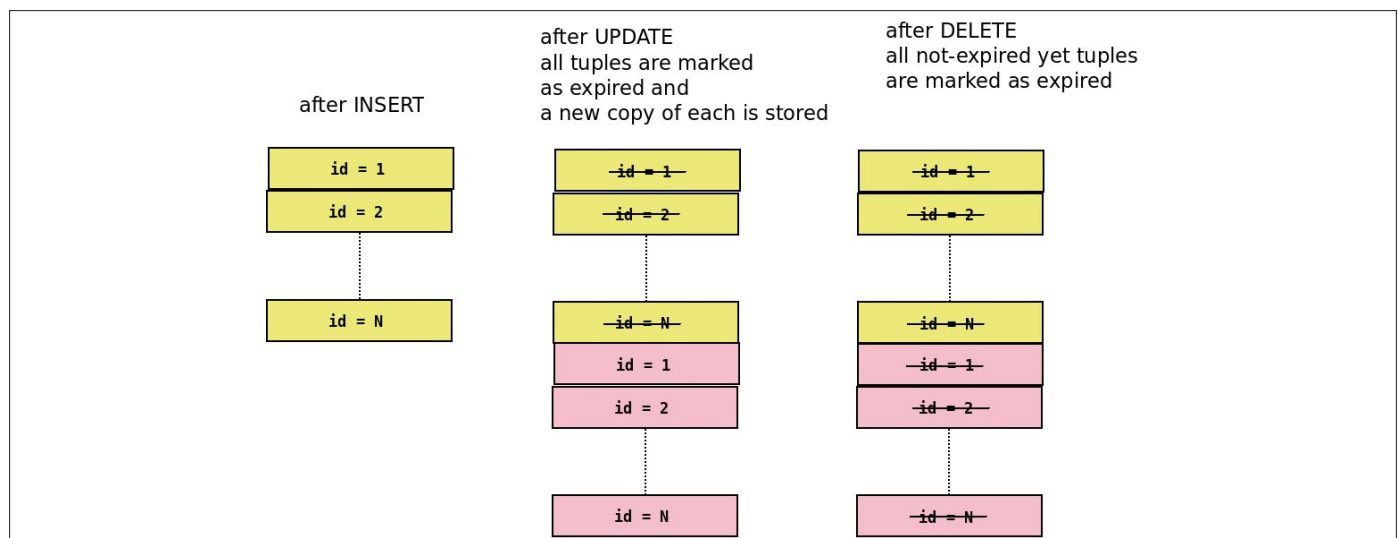 after INSERT
id = 1
id = 2
id = N
after UPDATE
all tuples are marked
as expired and
a new copy of each is stored
id = 1
id = 2
id = N
id = 1
id = 2
id = N
after DELETE
all not-expired yet tuples
are marked as expired
id = 1
id = 2
id = N
id = 1
id = 2
id = N